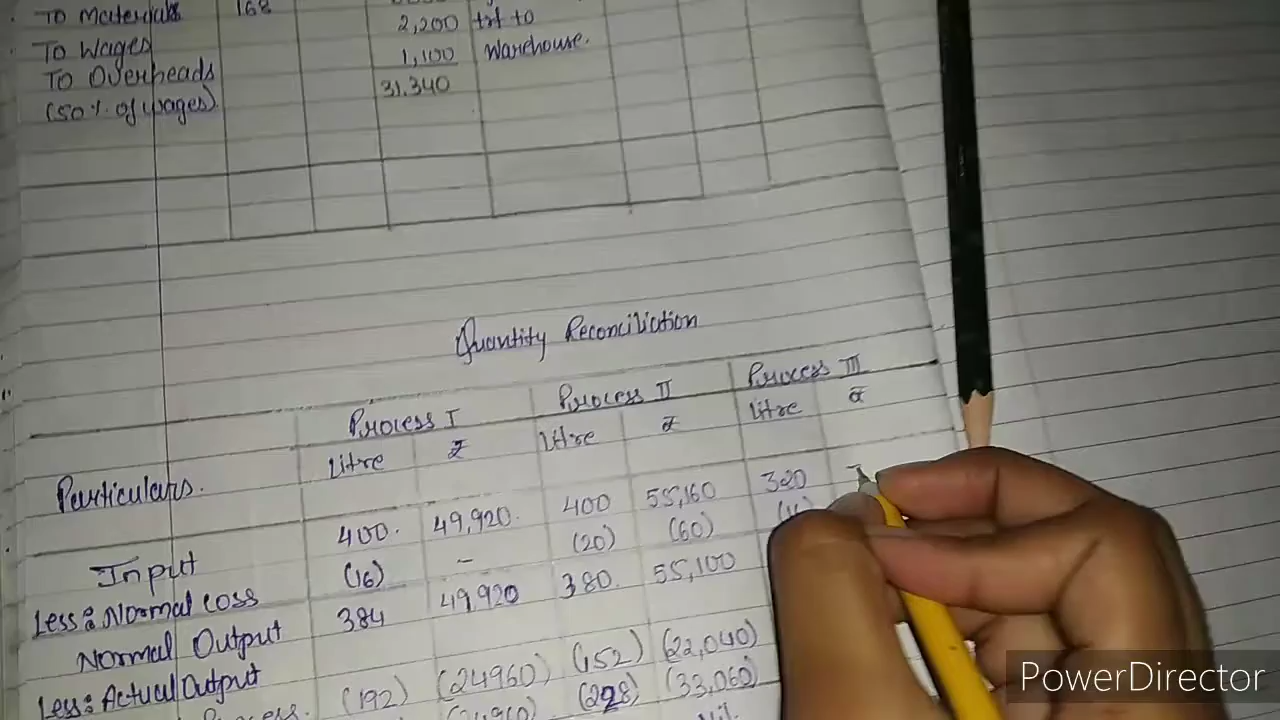 To Materials 168
To Wages 2,200 trf to
To Overheads 1,100 Warehouse.
(50% of wages) 31,340
Quantity Reconciliation
Particulars. Process I Process II Process III
Litre ₹ Litre ₹ Litre ₹
Input 400. 49,920. 400 55,160 320
Less: Normal Loss (16) – (20) (60)
Normal Output 384 49,920 380. 55,100
Less: Actual Output
Process. (192) (24960) (152) (22,040)
(228) (33,060)
PowerDirector